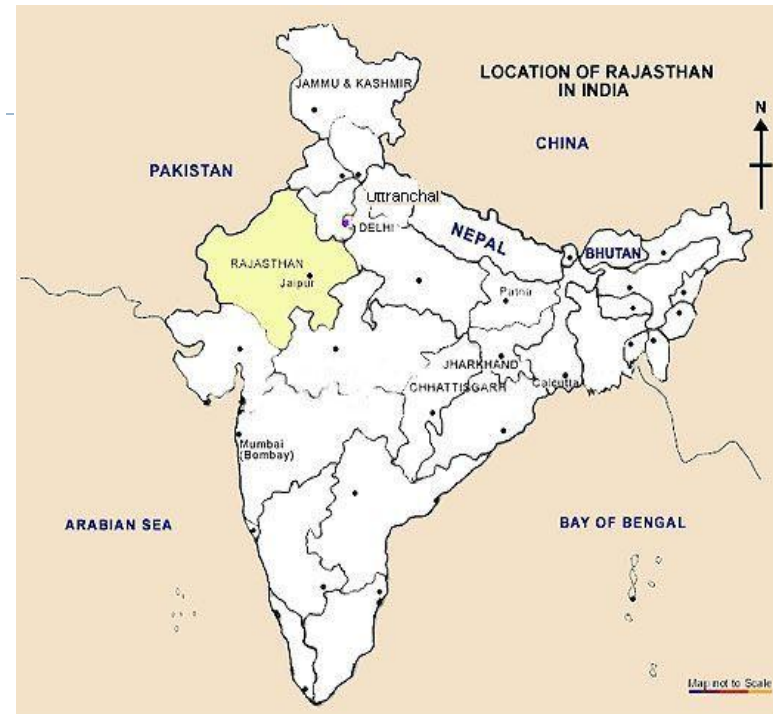 LOCATION OF RAJASTHAN
IN INDIA
JAMMU & KASHMIR
N
CHINA
PAKISTAN
Uttranchal
DELHI
NEPAL
BHUTAN
RAJASTHAN
Jaipur
Patna
JHARKHAND
CHHATTISGARH
Calcutta
Mumbai
(Bombay)
ARABIAN SEA
BAY OF BENGAL
Map not to Scale